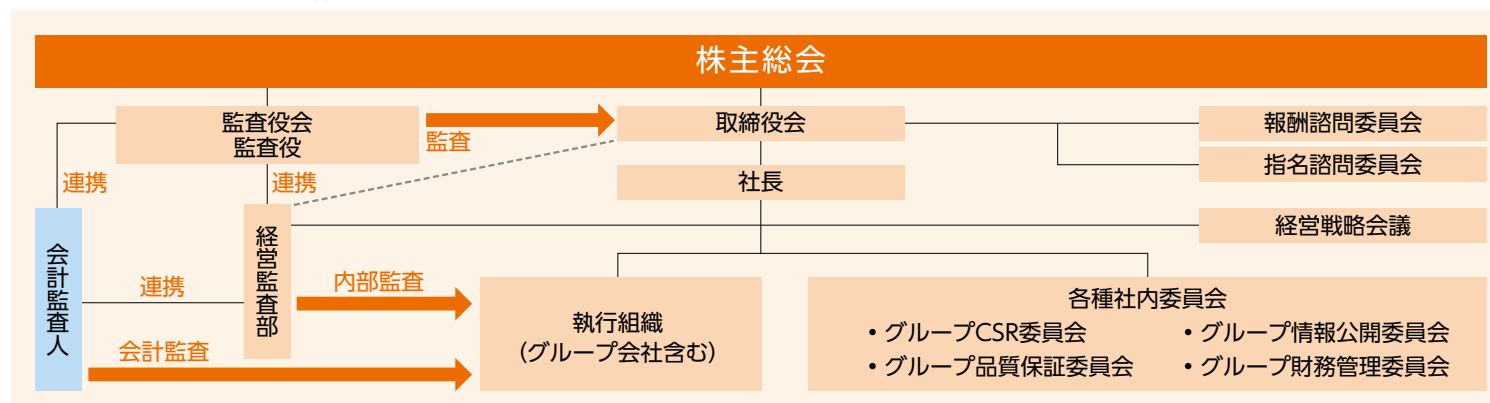 株主総会
監査役会
監査役
監査
取締役会
報酬諮問委員会
指名諮問委員会
連携
連携
社長
経営戦略会議
会計監査人
経営監査部
連携
内部監査
会計監査
執行組織
(グループ会社含む)
各種社内委員会
・グループCSR委員会
・グループ情報公開委員会
・グループ品質保証委員会
・グループ財務管理委員会